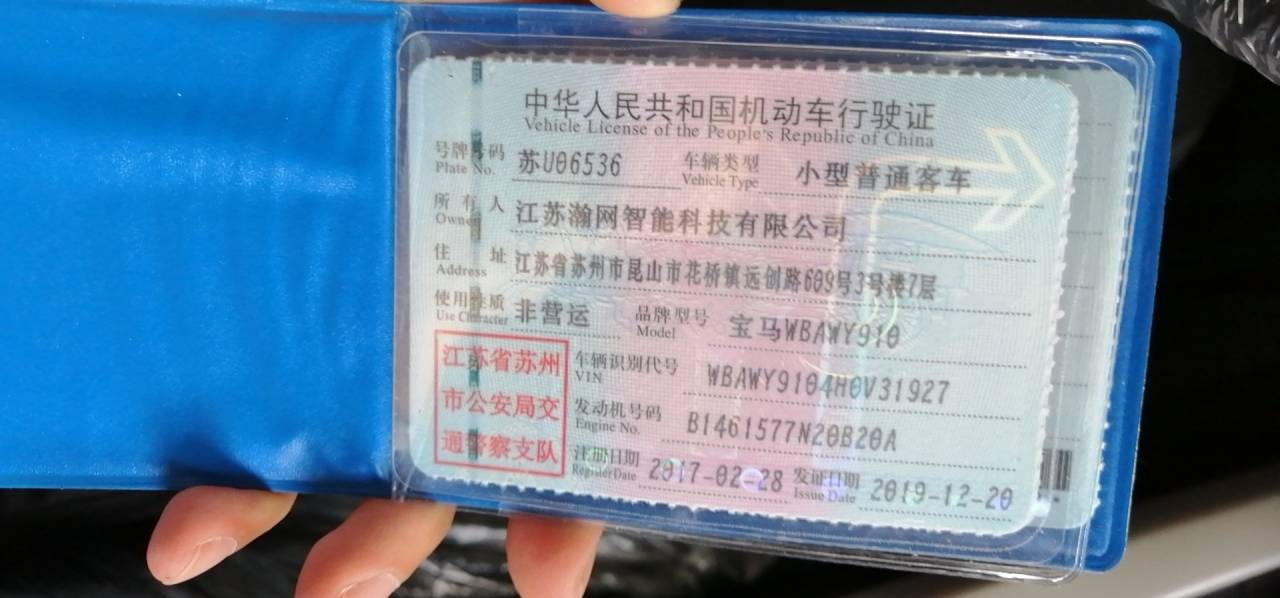 中华人民共和国机动车行驶证
Vehicle License of the People's Republic of China
号牌号码 苏U06536 车辆类型 小型普通客车
Plate No. Vehicle Type
所有人 江苏瀚网智能科技有限公司
Owner
住址 江苏省苏州市昆山市花桥镇远创路609号3号楼7层
Address
使用性质 非营运 品牌型号 宝马WBAWY910
Use Character Model
江苏省苏州
市公安局交
通警察支队
车辆识别代号 WBAWY9104H0V31927
VIN
发动机号码 B1461577N20B20A
Engine No.
注册日期 2017-02-28 发证日期 2019-12-20
Register Date Issue Date